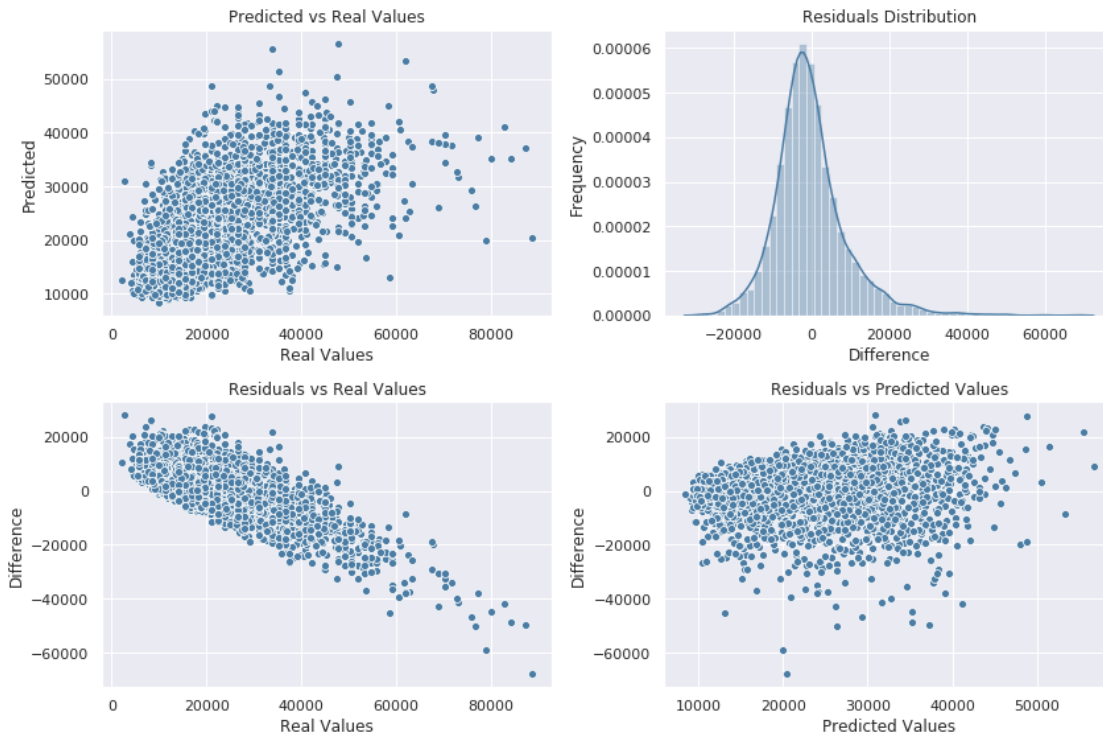 Predicted vs Real Values
Predicted
50000
40000
30000
20000
10000
0 20000 40000 60000 80000
Real Values
Residuals Distribution
Frequency
0.00006
0.00005
0.00004
0.00003
0.00002
0.00001
0.00000
−20000 0 20000 40000 60000
Difference
Residuals vs Real Values
Difference
20000
0
−20000
−40000
−60000
0 20000 40000 60000 80000
Real Values
Residuals vs Predicted Values
Difference
20000
0
−20000
−40000
−60000
10000 20000 30000 40000 50000
Predicted Values